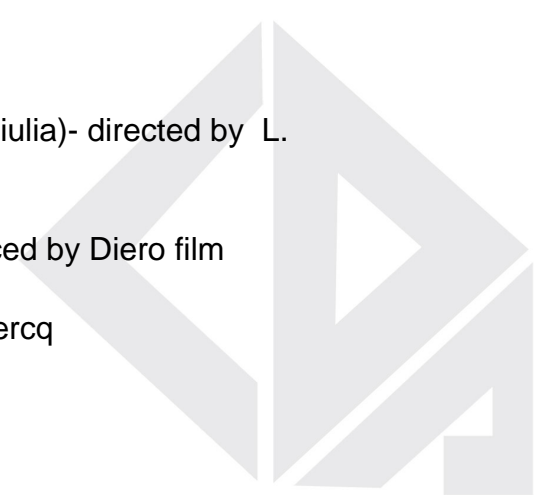 iulia)- directed by L.
ced by Diero film
ercq